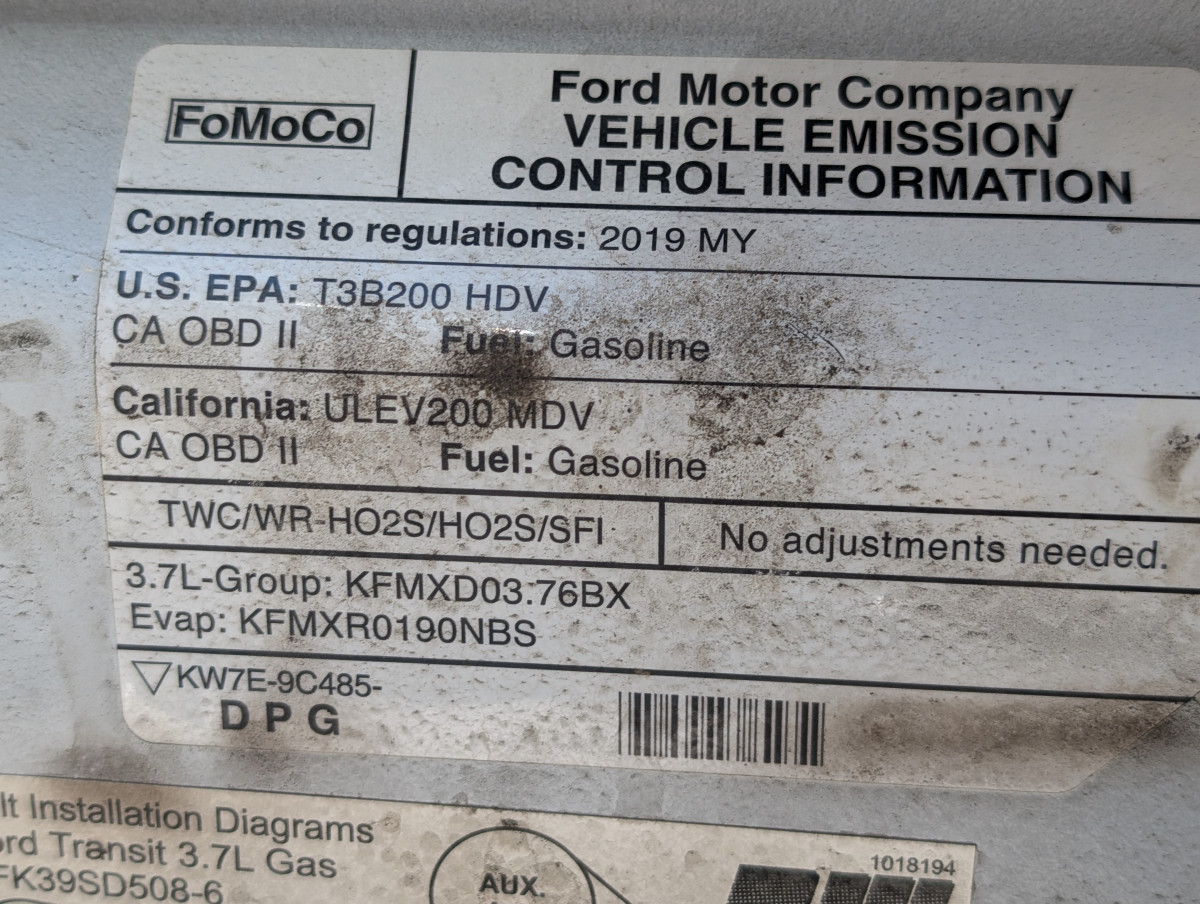 FoMoCo
Ford Motor Company
VEHICLE EMISSION
CONTROL INFORMATION
Conforms to regulations: 2019 MY
U.S. EPA: T3B200 HDV
CA OBD II Fuel: Gasoline
California: ULEV200 MDV
CA OBD II Fuel: Gasoline
TWC/WR-HO2S/HO2S/SFI
No adjustments needed.
3.7L-Group: KFMXD03.76BX
Evap: KFMXR0190NBS
KW7E-9C485-
D P G
lt Installation Diagrams
ord Transit 3.7L Gas
FK39SD508-6
AUX.
1018194